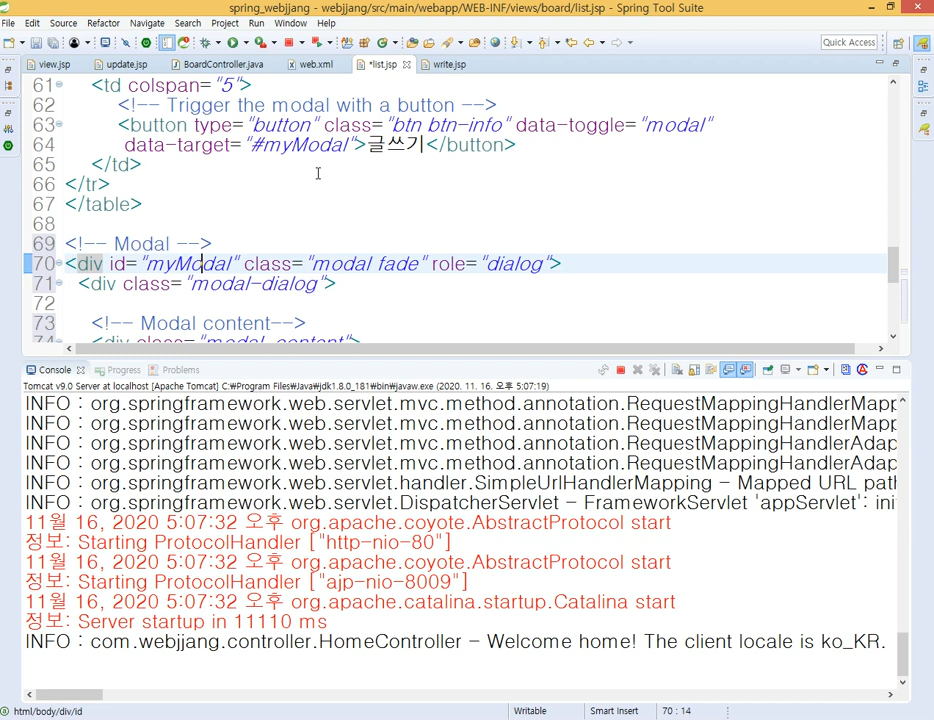 spring_webjjang - webjjang/src/main/webapp/WEB-INF/views/board/list.jsp - Spring Tool Suite
File Edit Source Refactor Navigate Search Project Run Window Help
Quick Access
view.jsp update.jsp BoardController.java web.xml *list.jsp write.jsp
61 <td colspan="5">
62 <!-- Trigger the modal with a button -->
63 <button type="button" class="btn btn-info" data-toggle="modal"
64 data-target="#myModal">글쓰기</button>
65 </td>
66 </tr>
67 </table>
68
69 <!-- Modal -->
70 <div id="myModal" class="modal fade" role="dialog">
71 <div class="modal-dialog">
72
73 <!-- Modal content-->
74 <div class="modal-content">
Console Progress Problems
Tomcat v9.0 Server at localhost [Apache Tomcat] C:\Program Files\Java\jdk1.8.0_181\bin\javaw.exe (2020. 11. 16. 오후 5:07:19)
INFO : org.springframework.web.servlet.mvc.method.annotation.RequestMappingHandlerMapp
INFO : org.springframework.web.servlet.mvc.method.annotation.RequestMappingHandlerMapp
INFO : org.springframework.web.servlet.mvc.method.annotation.RequestMappingHandlerAdap
INFO : org.springframework.web.servlet.mvc.method.annotation.RequestMappingHandlerAdap
INFO : org.springframework.web.servlet.handler.SimpleUrlHandlerMapping - Mapped URL path
INFO : org.springframework.web.servlet.DispatcherServlet - FrameworkServlet 'appServlet': ini
11월 16, 2020 5:07:32 오후 org.apache.coyote.AbstractProtocol start
정보: Starting ProtocolHandler ["http-nio-80"]
11월 16, 2020 5:07:32 오후 org.apache.coyote.AbstractProtocol start
정보: Starting ProtocolHandler ["ajp-nio-8009"]
11월 16, 2020 5:07:32 오후 org.apache.catalina.startup.Catalina start
정보: Server startup in 11110 ms
INFO : com.webjjang.controller.HomeController - Welcome home! The client locale is ko_KR.
html/body/div/id Writable Smart Insert 70 : 14